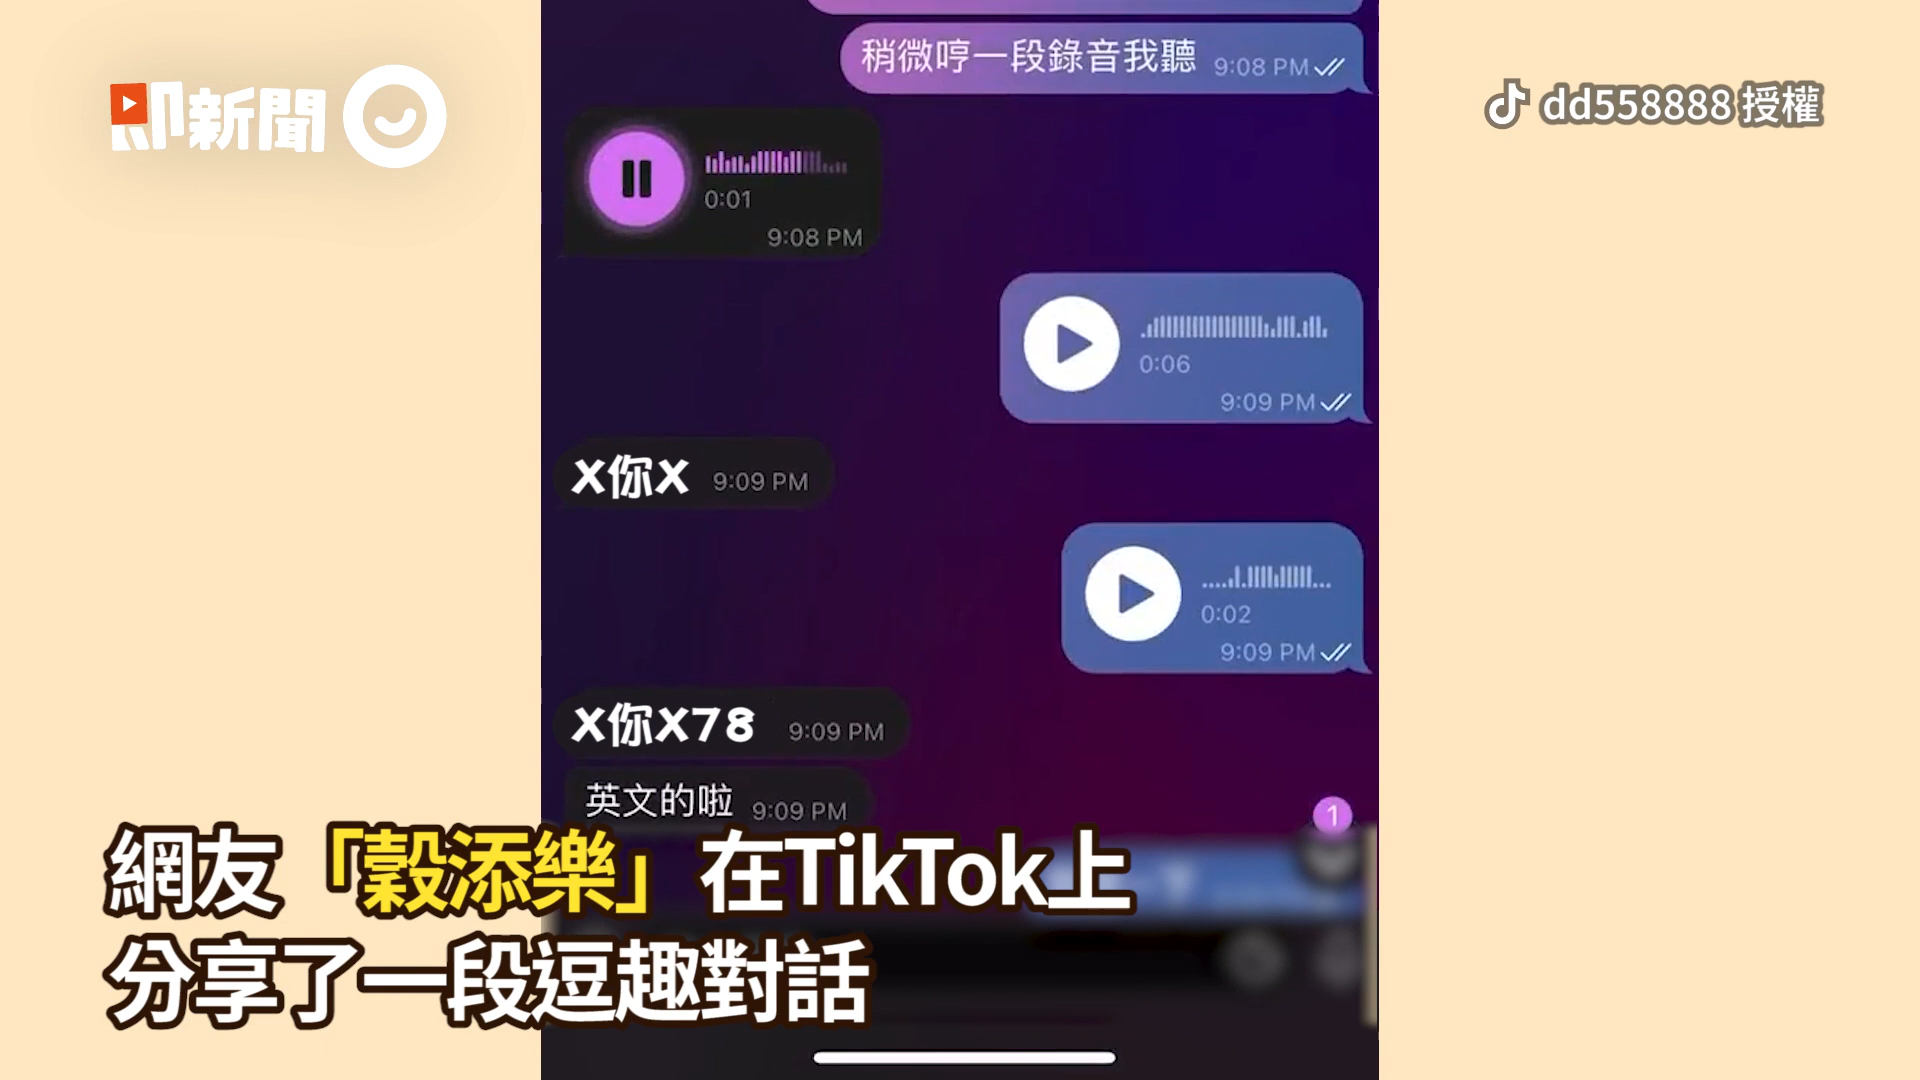 即新聞
dd558888 授權
稍微哼一段錄音我聽 9:08 PM
0:01
9:08 PM
0:06
9:09 PM
X你X 9:09 PM
0:02
9:09 PM
X你X78 9:09 PM
英文的啦 9:09 PM
1
網友「穀添樂」在TikTok上
分享了一段逗趣對話